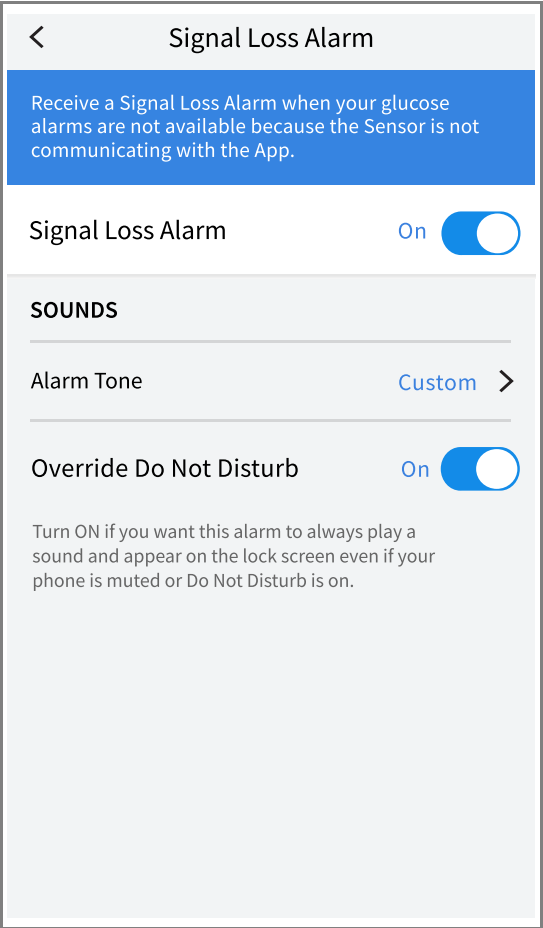 Signal Loss Alarm
Receive a Signal Loss Alarm when your glucose
alarms are not available because the Sensor is not
communicating with the App.
Signal Loss Alarm On
SOUNDS
Alarm Tone Custom
Override Do Not Disturb On
Turn ON if you want this alarm to always play a
sound and appear on the lock screen even if your
phone is muted or Do Not Disturb is on.